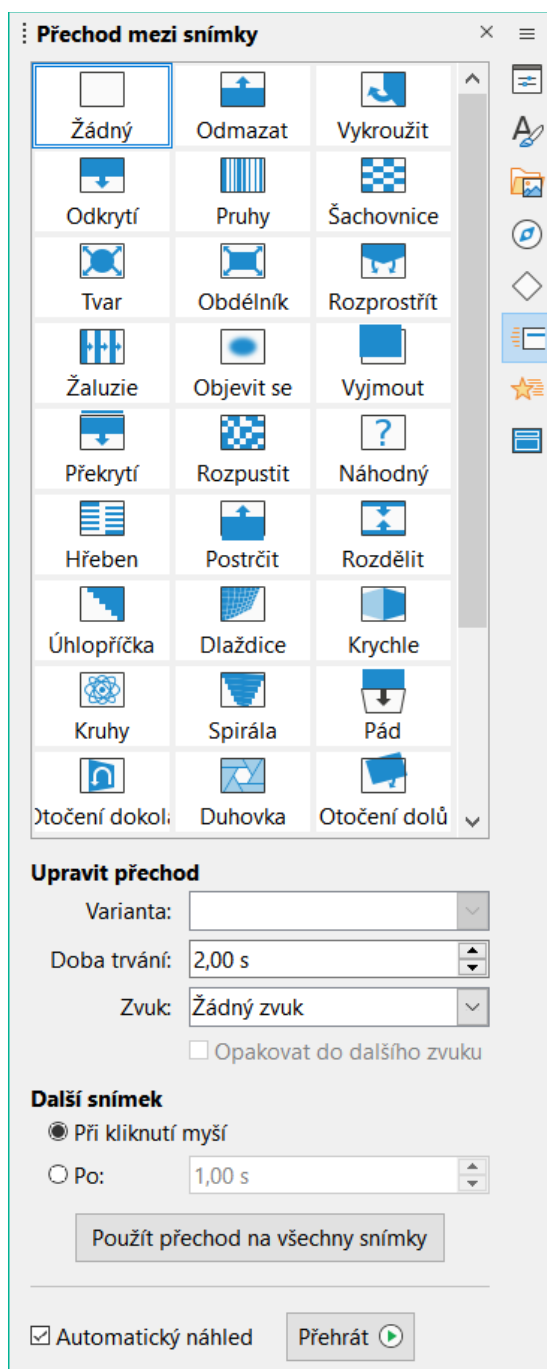 Přechod mezi snímky
Žádný Odmazat Vykroužit
Odkrytí Pruhy Šachovnice
Tvar Obdélník Rozprostřít
Žaluzie Objevit se Vyjmout
Překrytí Rozpustit Náhodný
?
Hřeben Postrčit Rozdělit
Úhlopříčka Dlaždice Krychle
Kruhy Spirála Pád
Otočení dokola Duhovka Otočení dolů
Upravit přechod
Varianta:
Doba trvání: 2,00 s
Zvuk: Žádný zvuk
Opakovat do dalšího zvuku
Další snímek
Při kliknutí myší
Po: 1,00 s
Použít přechod na všechny snímky
Automatický náhled Přehrát